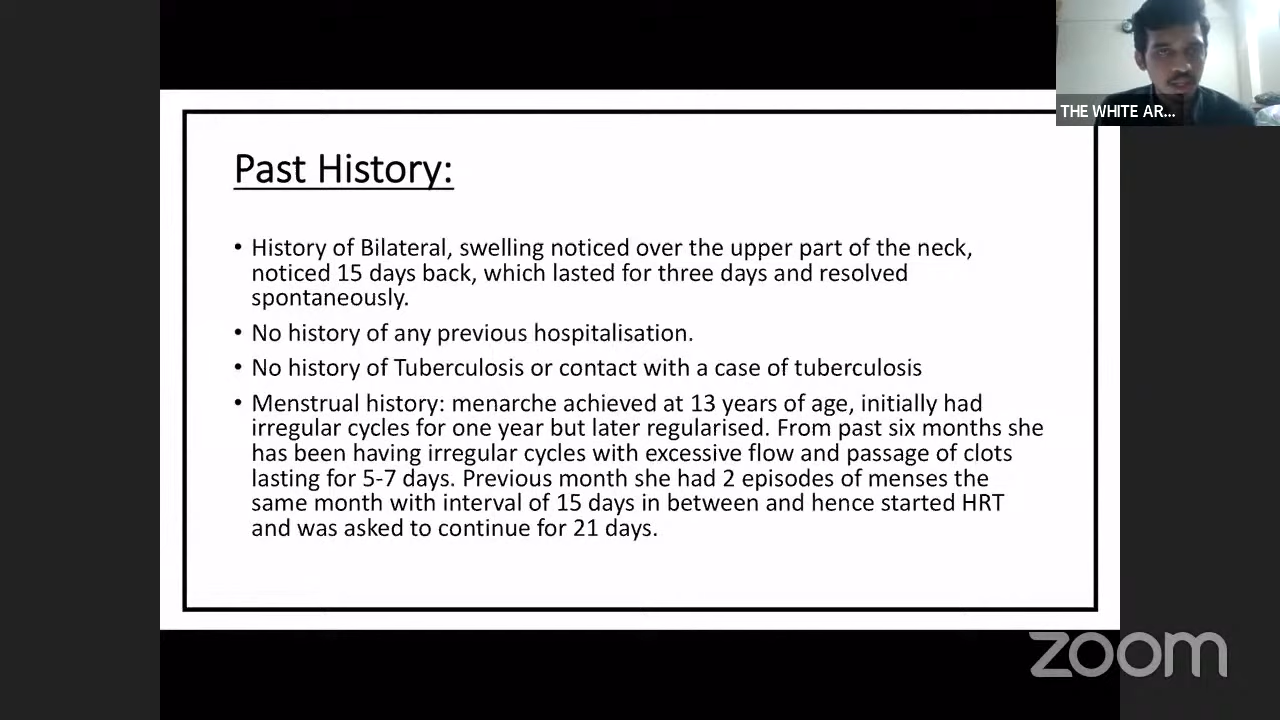 THE WHITE AR...
Past History:
• History of Bilateral, swelling noticed over the upper part of the neck,
noticed 15 days back, which lasted for three days and resolved
spontaneously.
• No history of any previous hospitalisation.
• No history of Tuberculosis or contact with a case of tuberculosis
• Menstrual history: menarche achieved at 13 years of age, initially had
irregular cycles for one year but later regularised. From past six months she
has been having irregular cycles with excessive flow and passage of clots
lasting for 5-7 days. Previous month she had 2 episodes of menses the
same month with interval of 15 days in between and hence started HRT
and was asked to continue for 21 days.
zoom